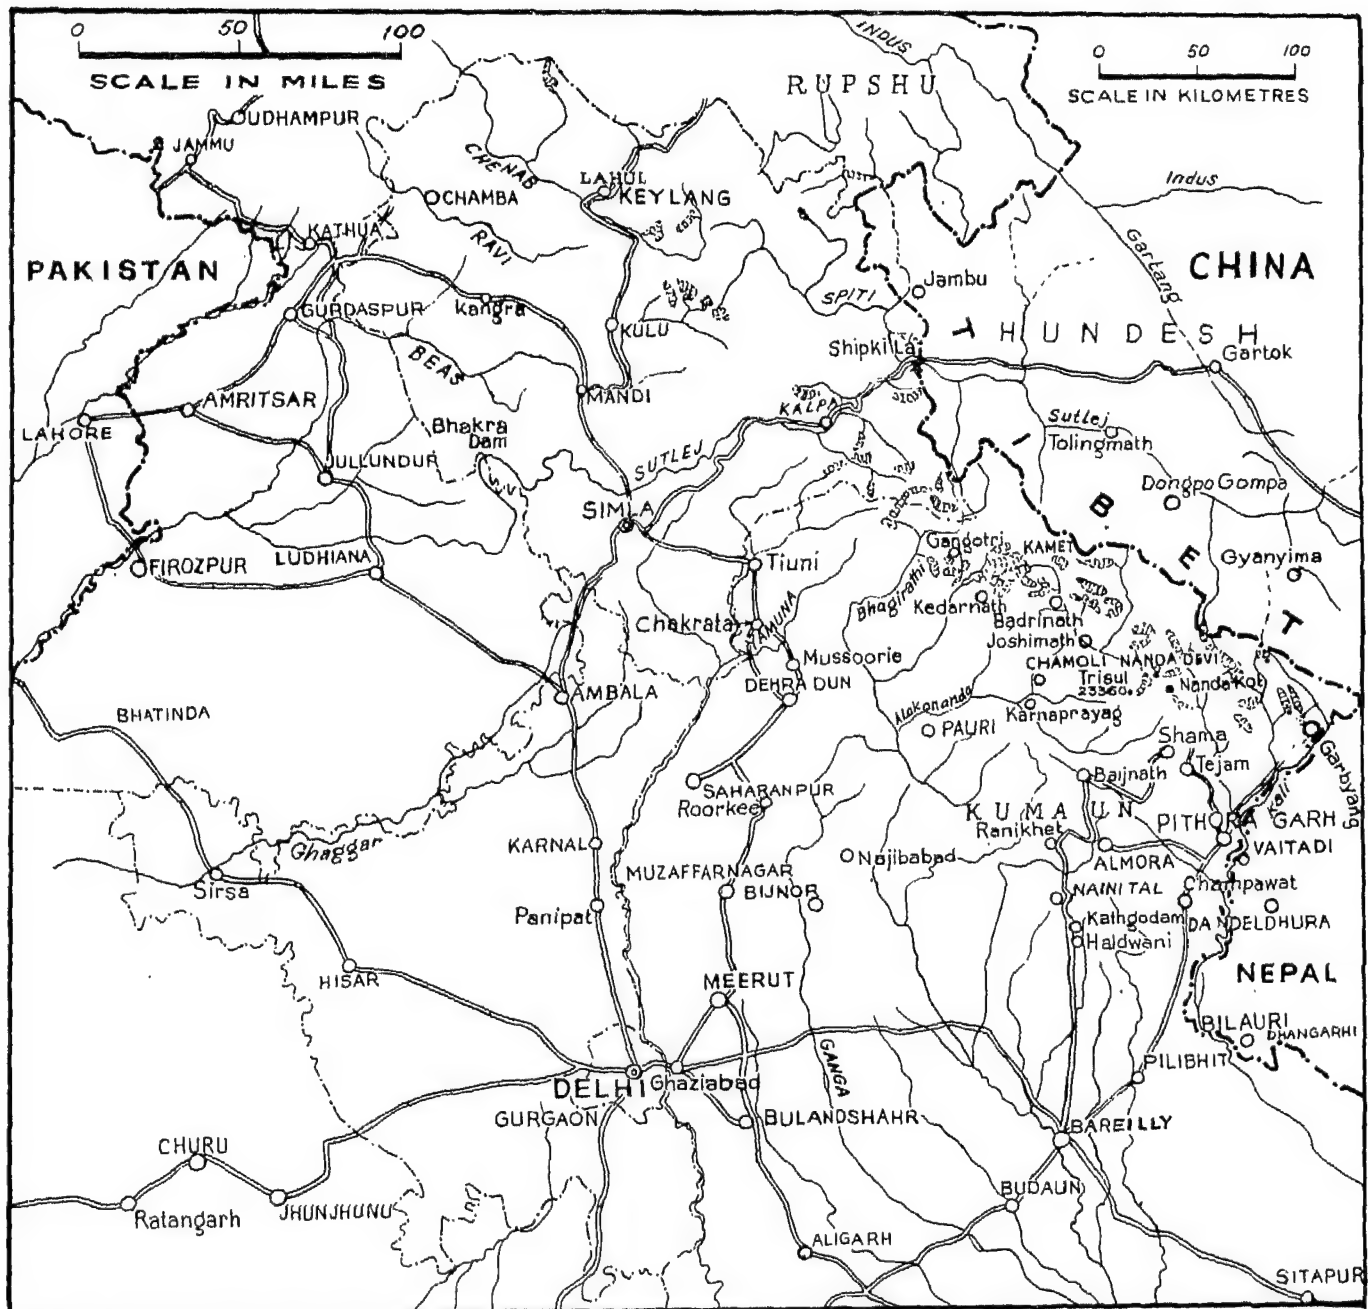 0 50 100
SCALE IN MILES
0 50 100
SCALE IN KILOMETRES
INDUS
RUPSHU
UDHAMPUR
JAMMU
CHENAB
LAHUL
KEYLANG
CHAMBA
Indus
KATHUA
RAVI
Gartang
PAKISTAN
CHINA
SPITI
Jambu
GURDASPUR
Kangra
KULU
THUNDESH
Shipki La
Gartok
BEAS
MANDI
AMRITSAR
KALPA
LAHORE
Bhakra
Dam
Sutlej
Tolingmath
JULLUNDUR
SUTLEJ
DongpoGompa
SIMLA
TIBET
Gangotri
KAMET
FIROZPUR
LUDHIANA
Tiuni
Gyanyima
Bhagirathi
Kedarnath
Badrinath
Chakrata
YAMUNA
Joshimath
Mussoorie
CHAMOLI
NANDA DEVI
DEHRA DUN
Trisul
23360
Nanda Kot
AMBALA
Alakananda
Karnaprayag
BHATINDA
PAURI
Shama
Garbyang
Baijnath
Tejam
Kali
SAHARANPUR
Roorkee
KUMAUN
PITHORA GARH
Ranikhet
Ghaggar
KARNAL
Najibabad
ALMORA
VAITADI
Sirsa
MUZAFFARNAGAR
BIJNOR
NAINITAL
Champawat
Panipat
Kathgodam
DANDELDHURA
Haldwani
HISAR
MEERUT
NEPAL
BILAURI
DHANGARHI
GANGA
PILIBHIT
DELHI
Ghaziabad
GURGAON
BULANDSHAHR
BAREILLY
CHURU
BUDAUN
Ratangarh
JHUNJHUNU
ALIGARH
SITAPUR